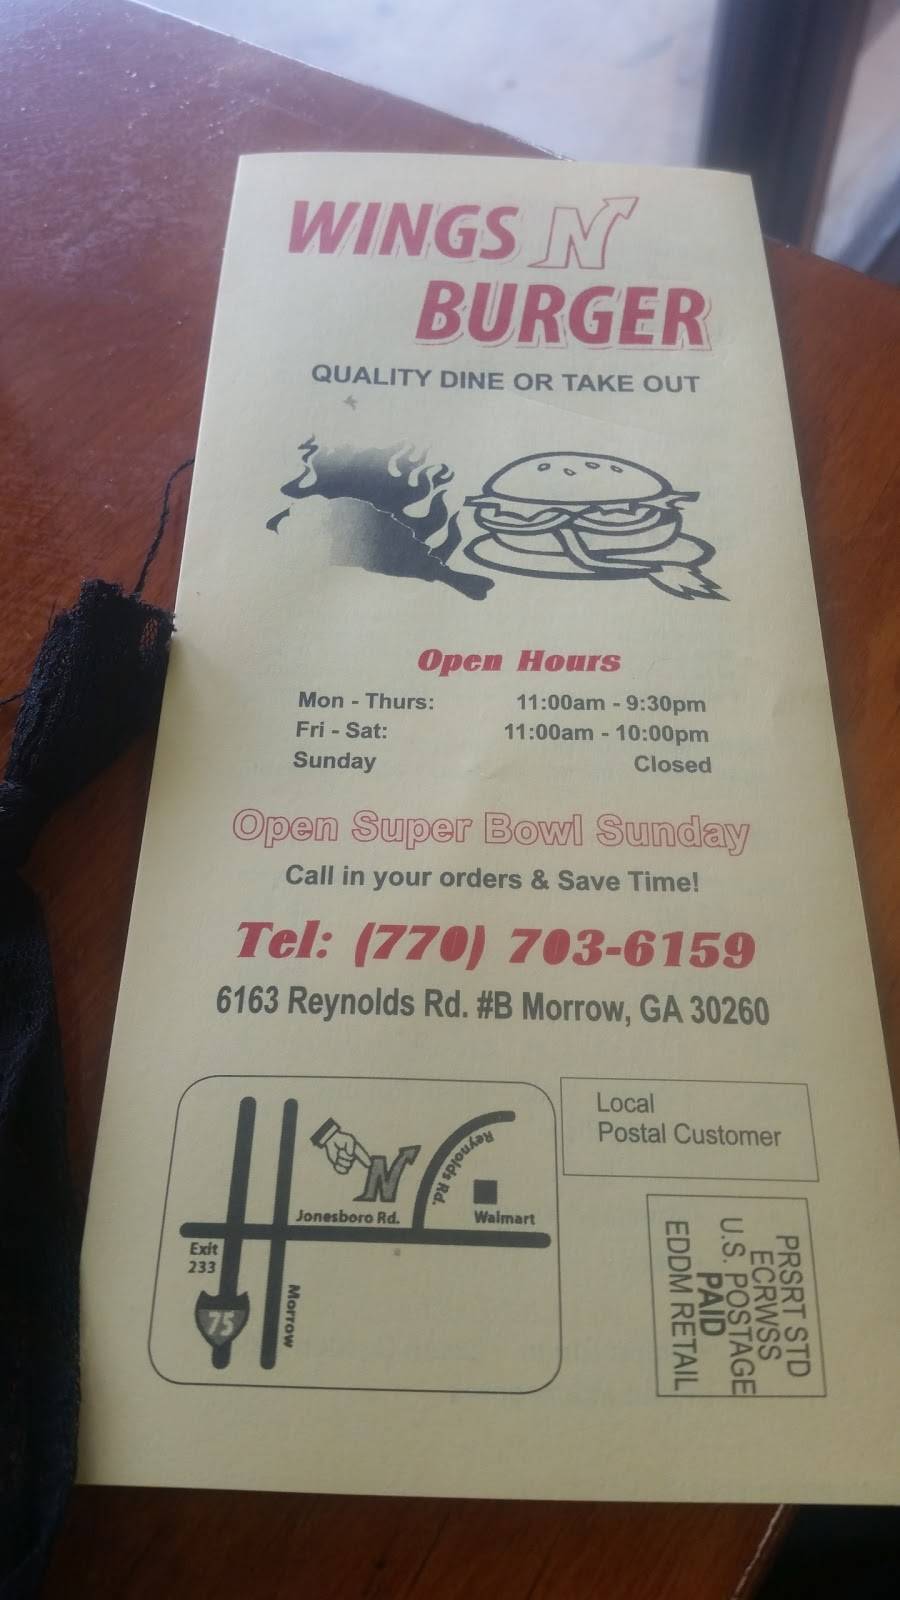 WINGS N
BURGER
QUALITY DINE OR TAKE OUT
Open Hours
Mon - Thurs: 11:00am - 9:30pm
Fri - Sat: 11:00am - 10:00pm
Sunday Closed
Open Super Bowl Sunday
Call in your orders & Save Time!
Tel: (770) 703-6159
6163 Reynolds Rd. #B Morrow, GA 30260
N
Reynolds Rd.
Jonesboro Rd.
Walmart
Exit
233
75
Morrow
Local
Postal Customer
PRSRT STD
ECRWSS
U.S. POSTAGE
PAID
EDDM RETAIL